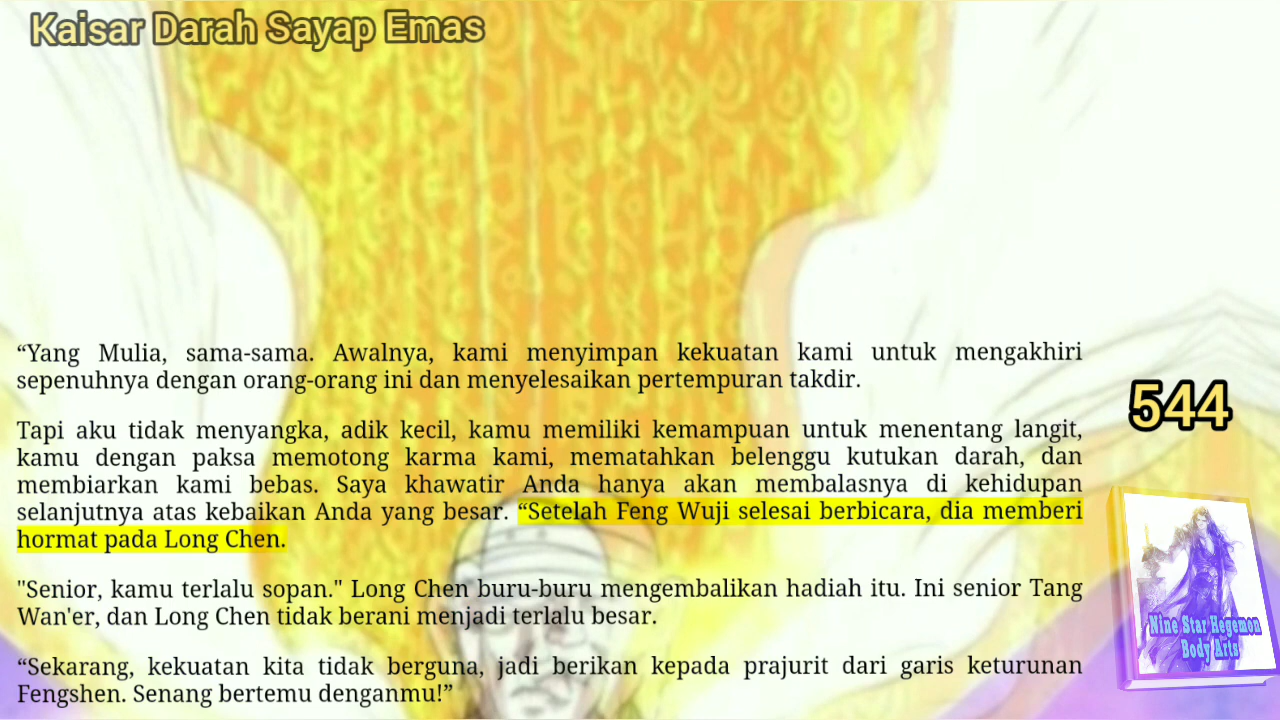 Kaisar Darah Sayap Emas
“Yang Mulia, sama-sama. Awalnya, kami menyimpan kekuatan kami untuk mengakhiri
sepenuhnya dengan orang-orang ini dan menyelesaikan pertempuran takdir.
Tapi aku tidak menyangka, adik kecil, kamu memiliki kemampuan untuk menentang langit,
kamu dengan paksa memotong karma kami, mematahkan belenggu kutukan darah, dan
membiarkan kami bebas. Saya khawatir Anda hanya akan membalasnya di kehidupan
selanjutnya atas kebaikan Anda yang besar. “Setelah Feng Wuji selesai berbicara, dia memberi
hormat pada Long Chen.
"Senior, kamu terlalu sopan." Long Chen buru-buru mengembalikan hadiah itu. Ini senior Tang
Wan'er, dan Long Chen tidak berani menjadi terlalu besar.
“Sekarang, kekuatan kita tidak berguna, jadi berikan kepada prajurit dari garis keturunan
Fengshen. Senang bertemu denganmu!”
544
Nine Star Hegemon
Body Arts